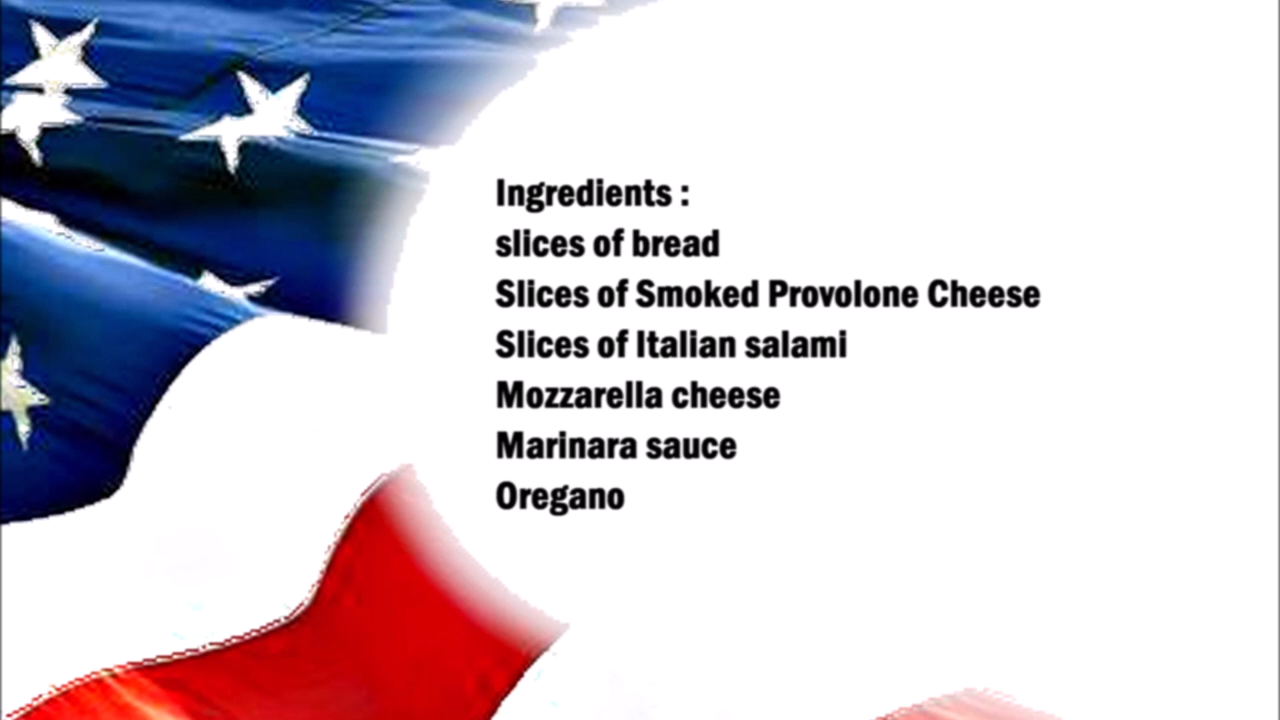 Ingredients :
slices of bread
Slices of Smoked Provolone Cheese
Slices of Italian salami
Mozzarella cheese
Marinara sauce
Oregano